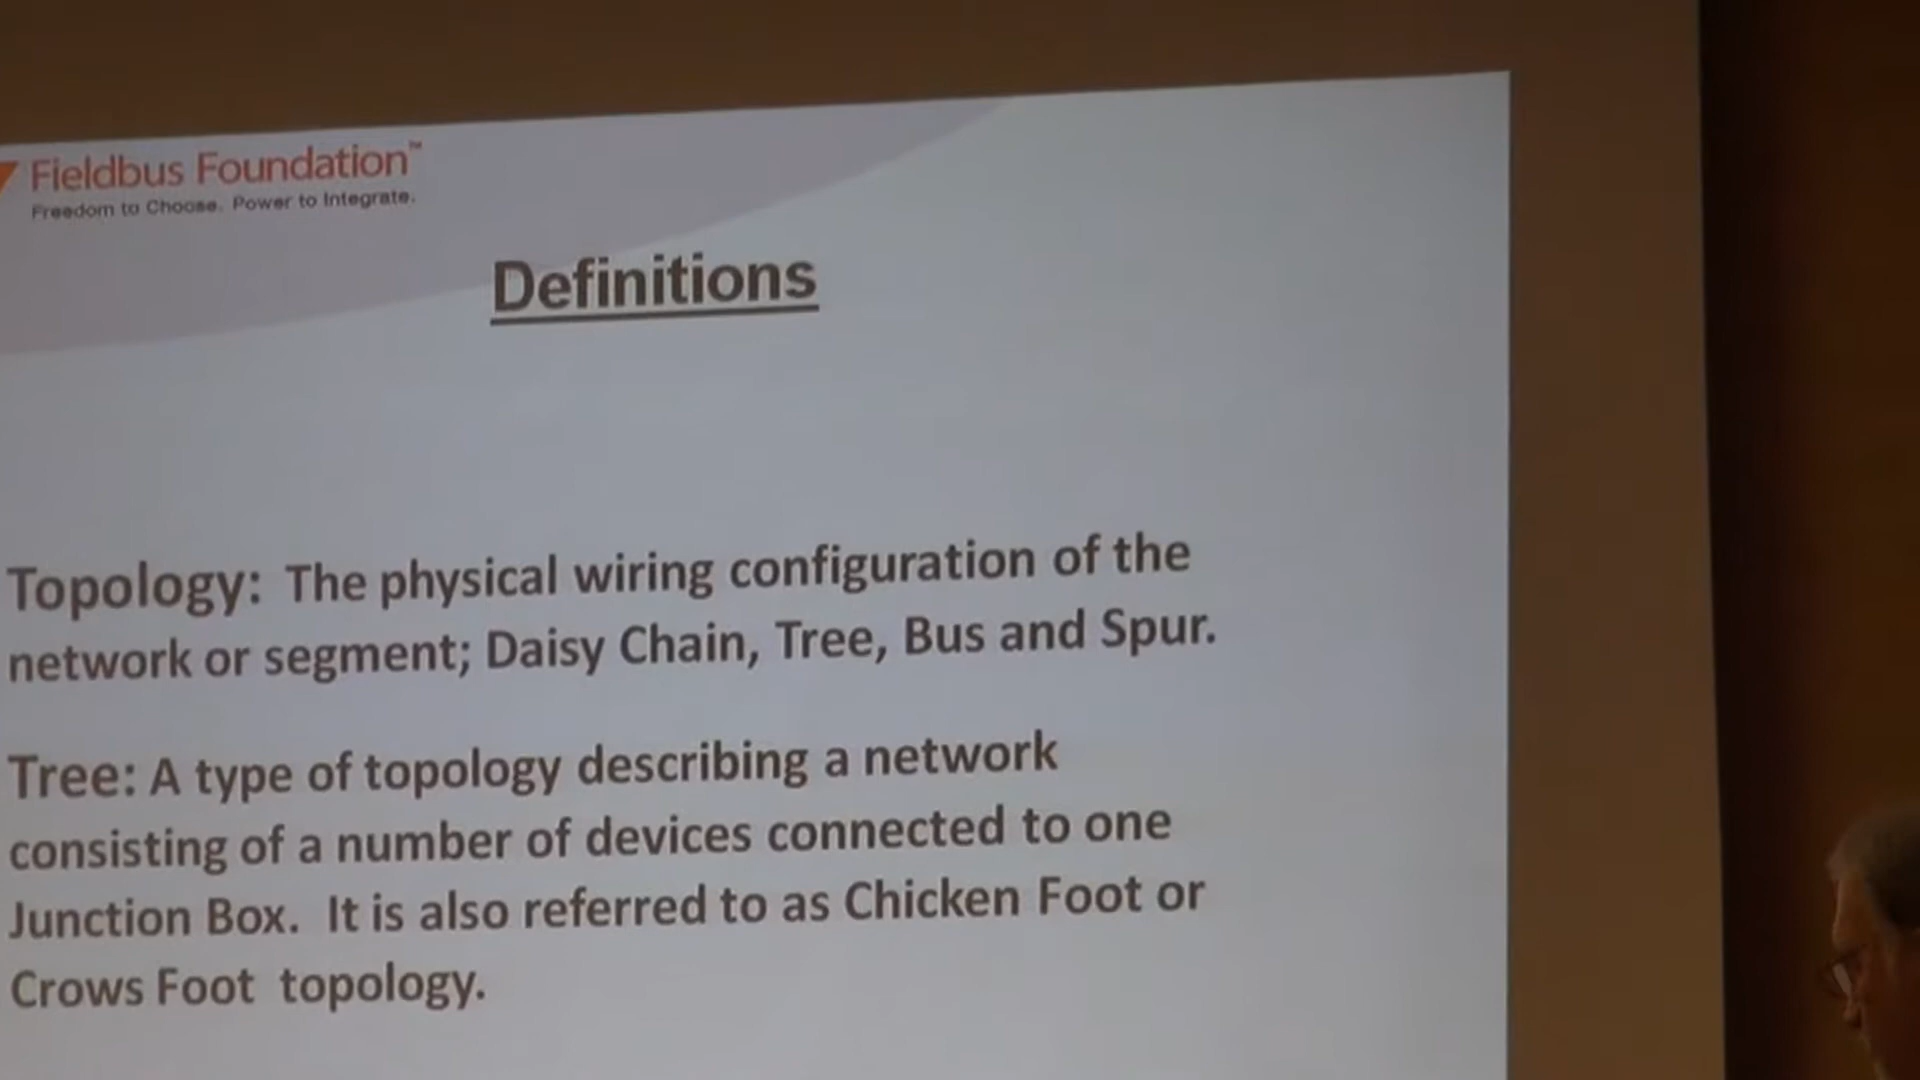 Fieldbus Foundation™
Freedom to Choose. Power to Integrate.
Definitions
Topology: The physical wiring configuration of the
network or segment; Daisy Chain, Tree, Bus and Spur.
Tree: A type of topology describing a network
consisting of a number of devices connected to one
Junction Box. It is also referred to as Chicken Foot or
Crows Foot topology.